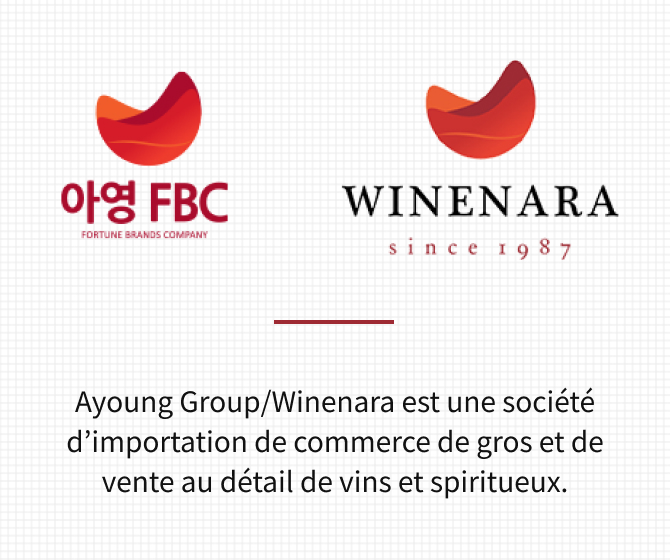 아영 FBC
FORTUNE BRANDS COMPANY
WINENARA
since 1987
Ayoung Group/Winenara est une société
d’importation de commerce de gros et de
vente au détail de vins et spiritueux.